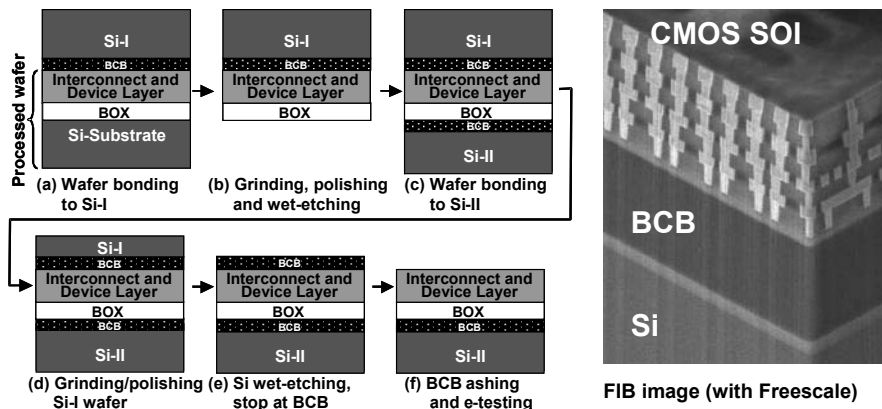 Si-I
BCB
Interconnect and
Device Layer
BOX
Si-Substrate
Processed wafer
(a) Wafer bonding
to Si-I
Si-I
BCB
Interconnect and
Device Layer
BOX
(b) Grinding, polishing
and wet-etching
Si-I
BCB
Interconnect and
Device Layer
BOX
BCB
Si-II
(c) Wafer bonding
to Si-II
Si-I
BCB
Interconnect and
Device Layer
BOX
BCB
Si-II
(d) Grinding/polishing
Si-I wafer
BCB
Interconnect and
Device Layer
BOX
BCB
Si-II
(e) Si wet-etching,
stop at BCB
Interconnect and
Device Layer
BOX
BCB
Si-II
(f) BCB ashing
and e-testing
CMOS SOI
BCB
Si
FIB image (with Freescale)